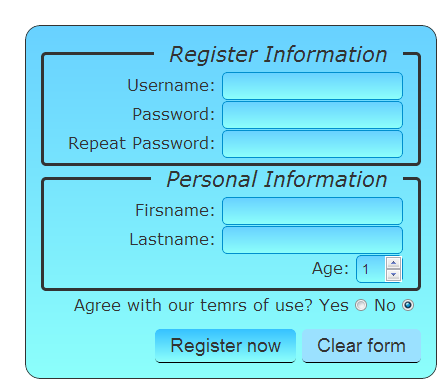 Register Information
Username:
Password:
Repeat Password:
Personal Information
Firsname:
Lastname:
Age: 1
Agree with our temrs of use? Yes No
Register now Clear form